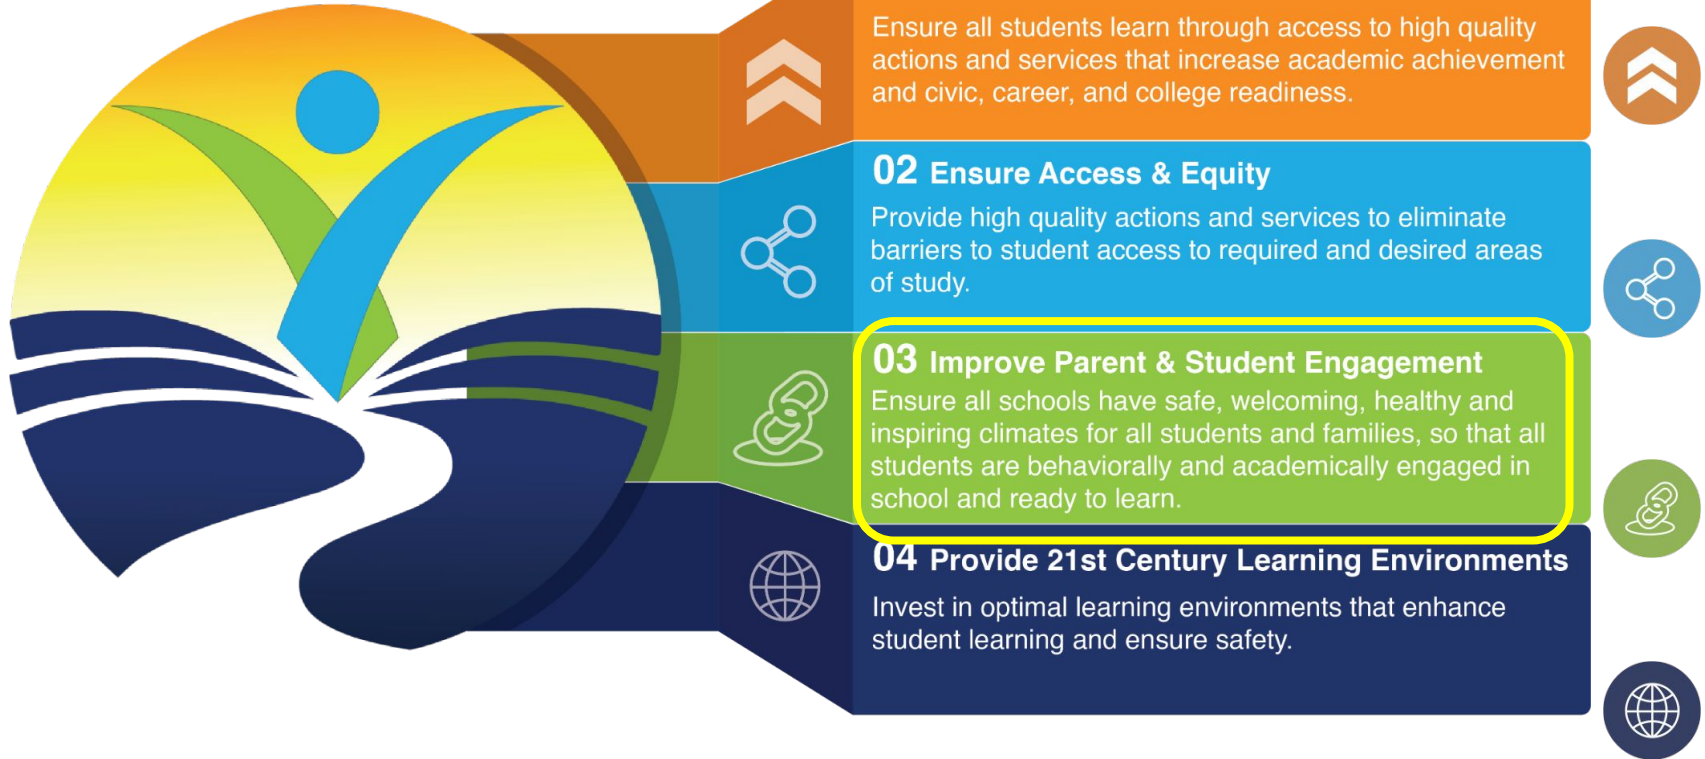 Ensure all students learn through access to high quality
actions and services that increase academic achievement
and civic, career, and college readiness.
02 Ensure Access & Equity
Provide high quality actions and services to eliminate
barriers to student access to required and desired areas
of study.
03 Improve Parent & Student Engagement
Ensure all schools have safe, welcoming, healthy and
inspiring climates for all students and families, so that all
students are behaviorally and academically engaged in
school and ready to learn.
04 Provide 21st Century Learning Environments
Invest in optimal learning environments that enhance
student learning and ensure safety.